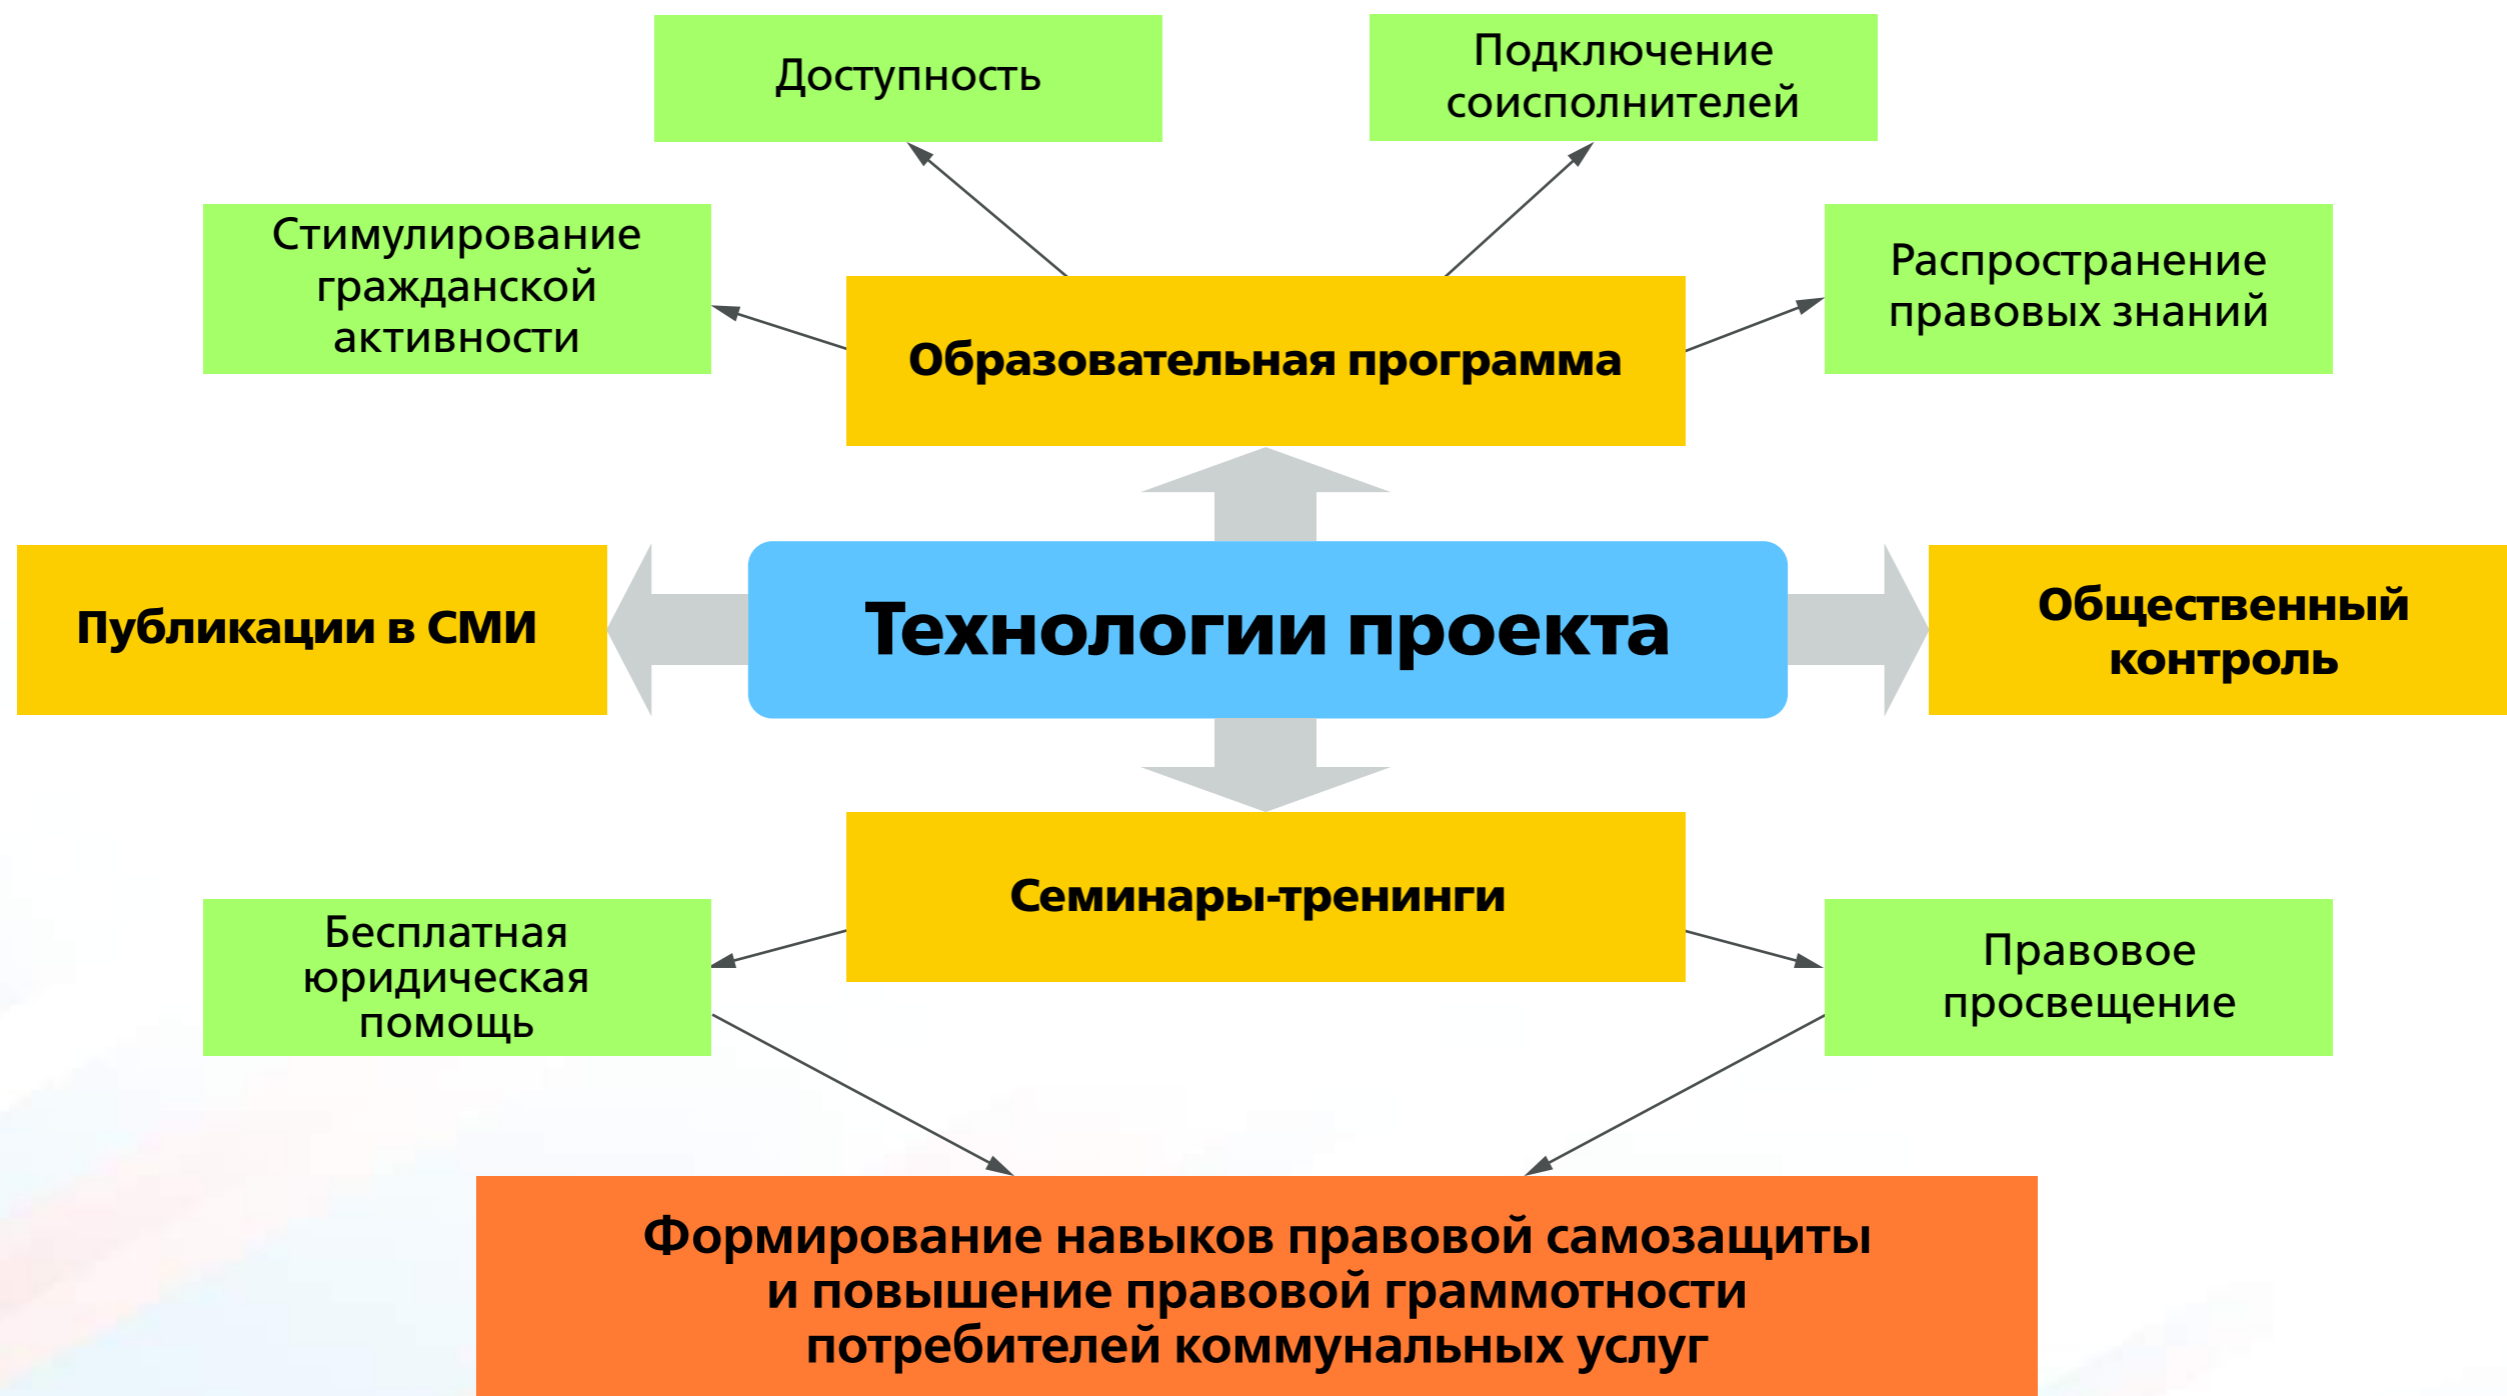 Доступность
Подключение
соисполнителей
Стимулирование
гражданской
активности
Распространение
правовых знаний
Образовательная программа
Публикации в СМИ
Технологии проекта
Общественный
контроль
Семинары-тренинги
Бесплатная
юридическая
помощь
Правовое
просвещение
Формирование навыков правовой самозащиты
и повышение правовой граммотности
потребителей коммунальных услуг